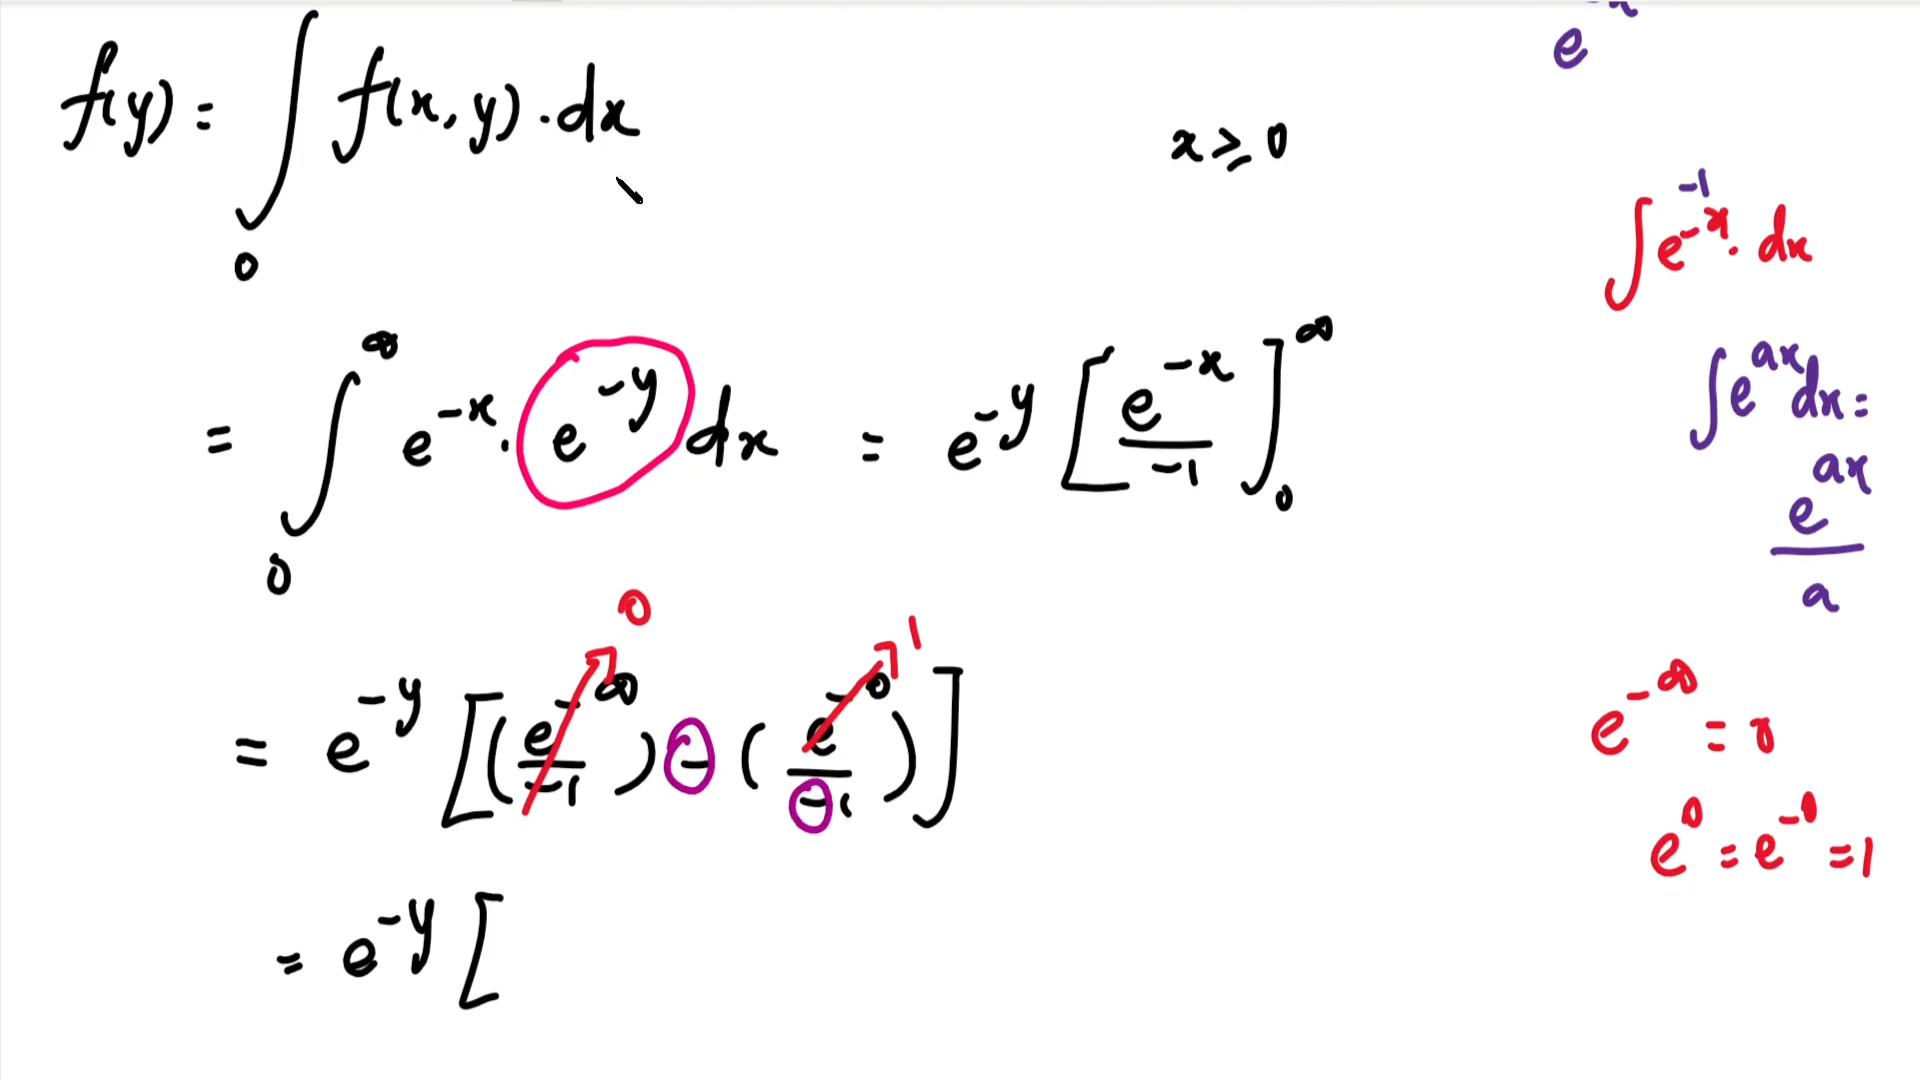 f(y) = ∫₀ f(x, y) · dx
x ≥ 0
= ∫₀^∞ e^{-x} · e^{-y} dx = e^{-y} [ e^{-x} / -1 ]₀^∞
= e^{-y} [ ( e^{-∞} / -1 ) - ( e^{-0} / -1 ) ]
0
1
= e^{-y} [
e^{-x}
-1
∫ e^{-x} · dx
∫ e^{ax} dx =
e^{ax} / a
e^{-∞} = 0
e^0 = e^{-0} = 1